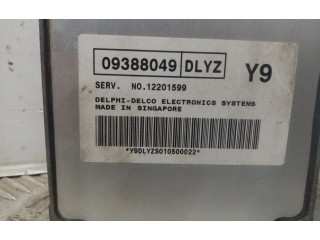 09388049 DLYZ Y9
SERV. NO.12201599
DELPHI-DELCO ELECTRONICS SYSTEMS
MADE IN SINGAPORE
*Y9DLYZS010500022*